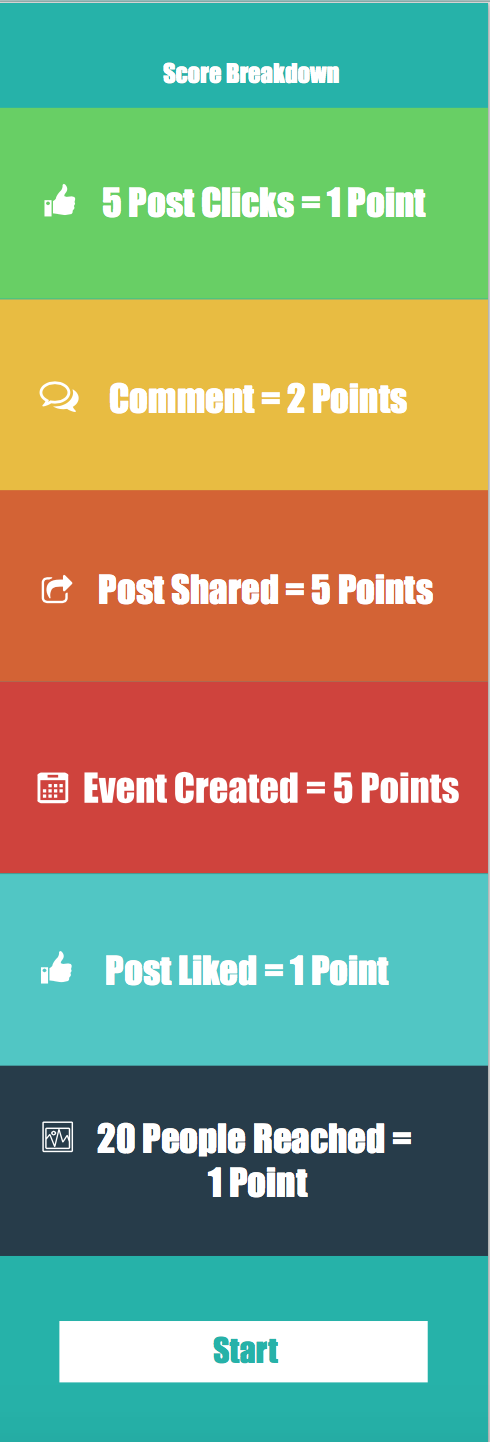 Score Breakdown
5 Post Clicks = 1 Point
Comment = 2 Points
Post Shared = 5 Points
Event Created = 5 Points
Post Liked = 1 Point
20 People Reached =
1 Point
Start